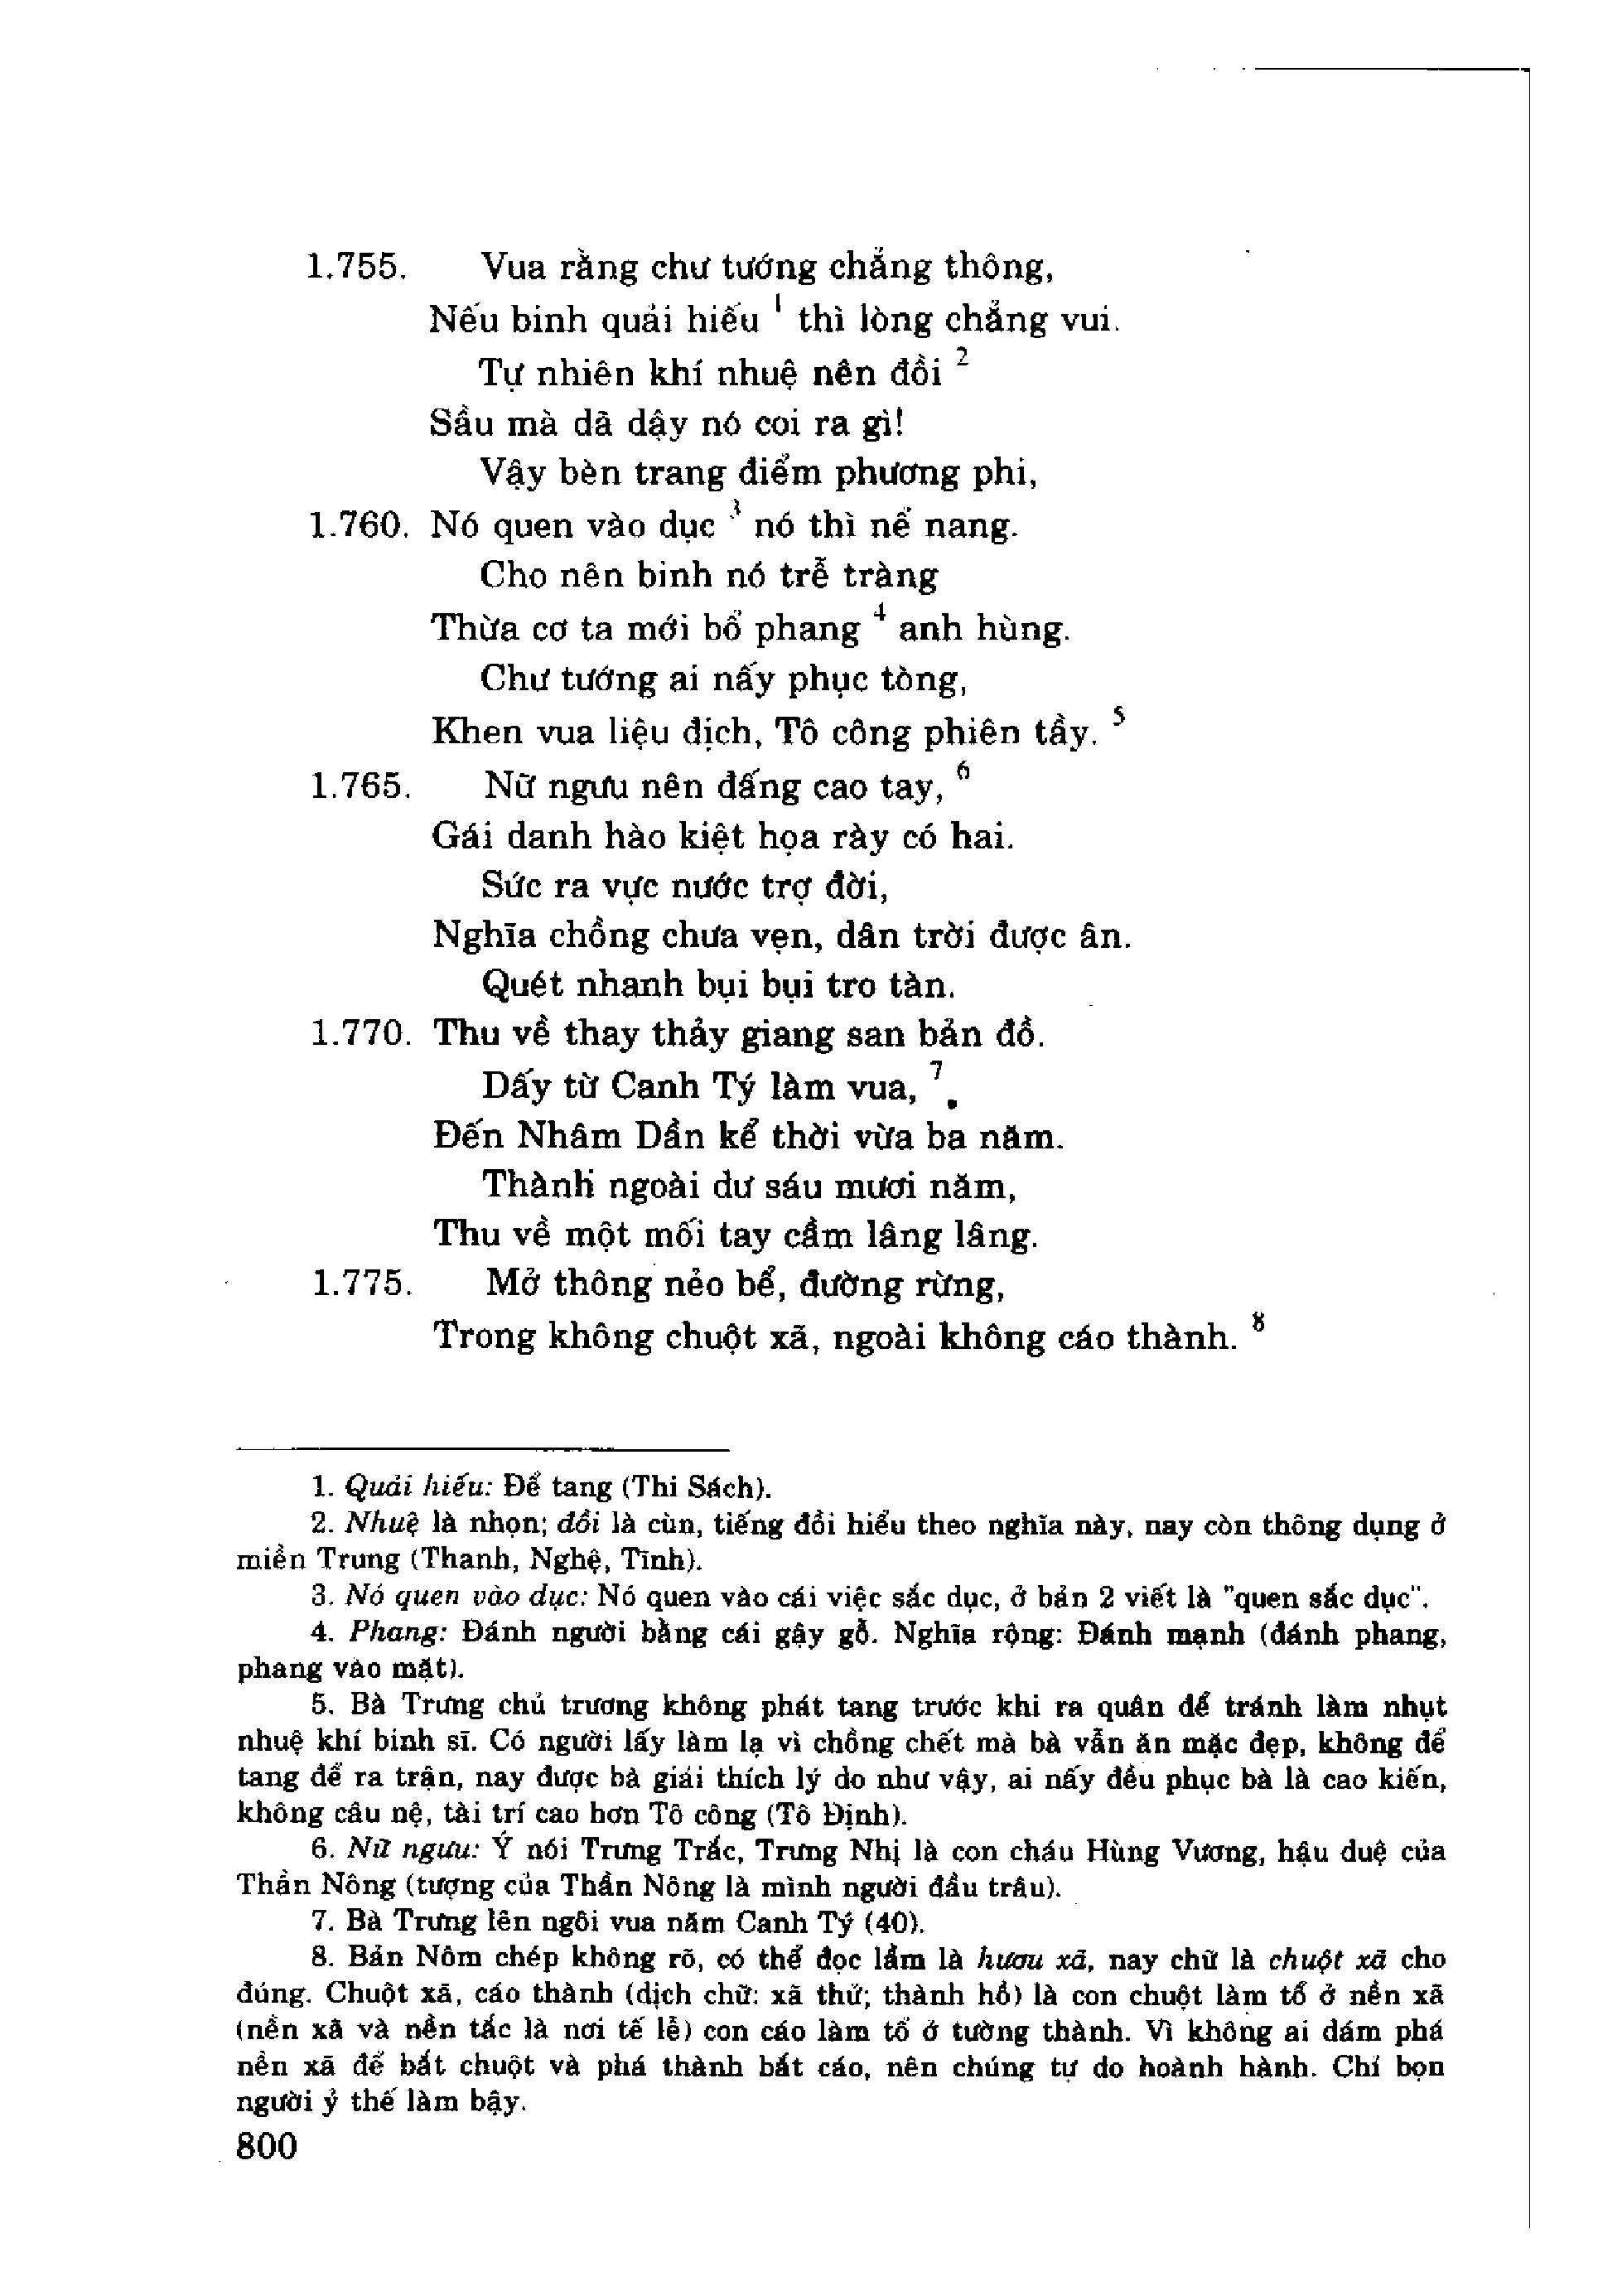 1.755. Vua rằng chư tướng chẳng thông,
Nếu binh quải hiếu ¹ thì lòng chẳng vui.
Tự nhiên khí nhuệ nên đồi ²
Sầu mà dã dậy nó coi ra gì!
Vậy bèn trang điểm phương phi,
1.760. Nó quen vào dục ³ nó thì nể nang.
Cho nên binh nó trễ tràng
Thừa cơ ta mới bổ phang ⁴ anh hùng.
Chư tướng ai nấy phục tòng,
Khen vua liệu địch, Tô công phiên tầy. ⁵
1.765. Nữ ngưu nên đấng cao tay, ⁶
Gái danh hào kiệt họa rày có hai.
Sức ra vực nước trợ đời,
Nghĩa chồng chưa vẹn, dân trời được ân.
Quét nhanh bụi bụi tro tàn.
1.770. Thu về thay thảy giang san bản đồ.
Dấy từ Canh Tý làm vua, ⁷.
Đến Nhâm Dần kể thời vừa ba năm.
Thành ngoài dư sáu mươi năm,
Thu về một mối tay cầm lâng lâng.
1.775. Mở thông nẻo bể, đường rừng,
Trong không chuột xã, ngoài không cáo thành. ⁸
1. Quải hiếu: Để tang (Thi Sách).
2. Nhuệ là nhọn; đồi là cùn, tiếng đồi hiểu theo nghĩa này, nay còn thông dụng ở
miền Trung (Thanh, Nghệ, Tĩnh).
3. Nó quen vào dục: Nó quen vào cái việc sắc dục, ở bản 2 viết là "quen sắc dục".
4. Phang: Đánh người bằng cái gậy gỗ. Nghĩa rộng: Đánh mạnh (đánh phang,
phang vào mặt).
5. Bà Trưng chủ trương không phát tang trước khi ra quân để tránh làm nhụt
nhuệ khí binh sĩ. Có người lấy làm lạ vì chồng chết mà bà vẫn ăn mặc đẹp, không để
tang để ra trận, nay được bà giải thích lý do như vậy, ai nấy đều phục bà là cao kiến,
không câu nệ, tài trí cao hơn Tô công (Tô Định).
6. Nữ ngưu: Ý nói Trưng Trắc, Trưng Nhị là con cháu Hùng Vương, hậu duệ của
Thần Nông (tượng của Thần Nông là mình người đầu trâu).
7. Bà Trưng lên ngôi vua năm Canh Tý (40).
8. Bản Nôm chép không rõ, có thể đọc lầm là hươu xã, nay chữ là chuột xã cho
đúng. Chuột xã, cáo thành (dịch chữ: xã thử; thành hồ) là con chuột làm tổ ở nền xã
(nền xã và nền tắc là nơi tế lễ) con cáo làm tổ ở tường thành. Vì không ai dám phá
nền xã để bắt chuột và phá thành bắt cáo, nên chúng tự do hoành hành. Chỉ bọn
người ỷ thế làm bậy.
800